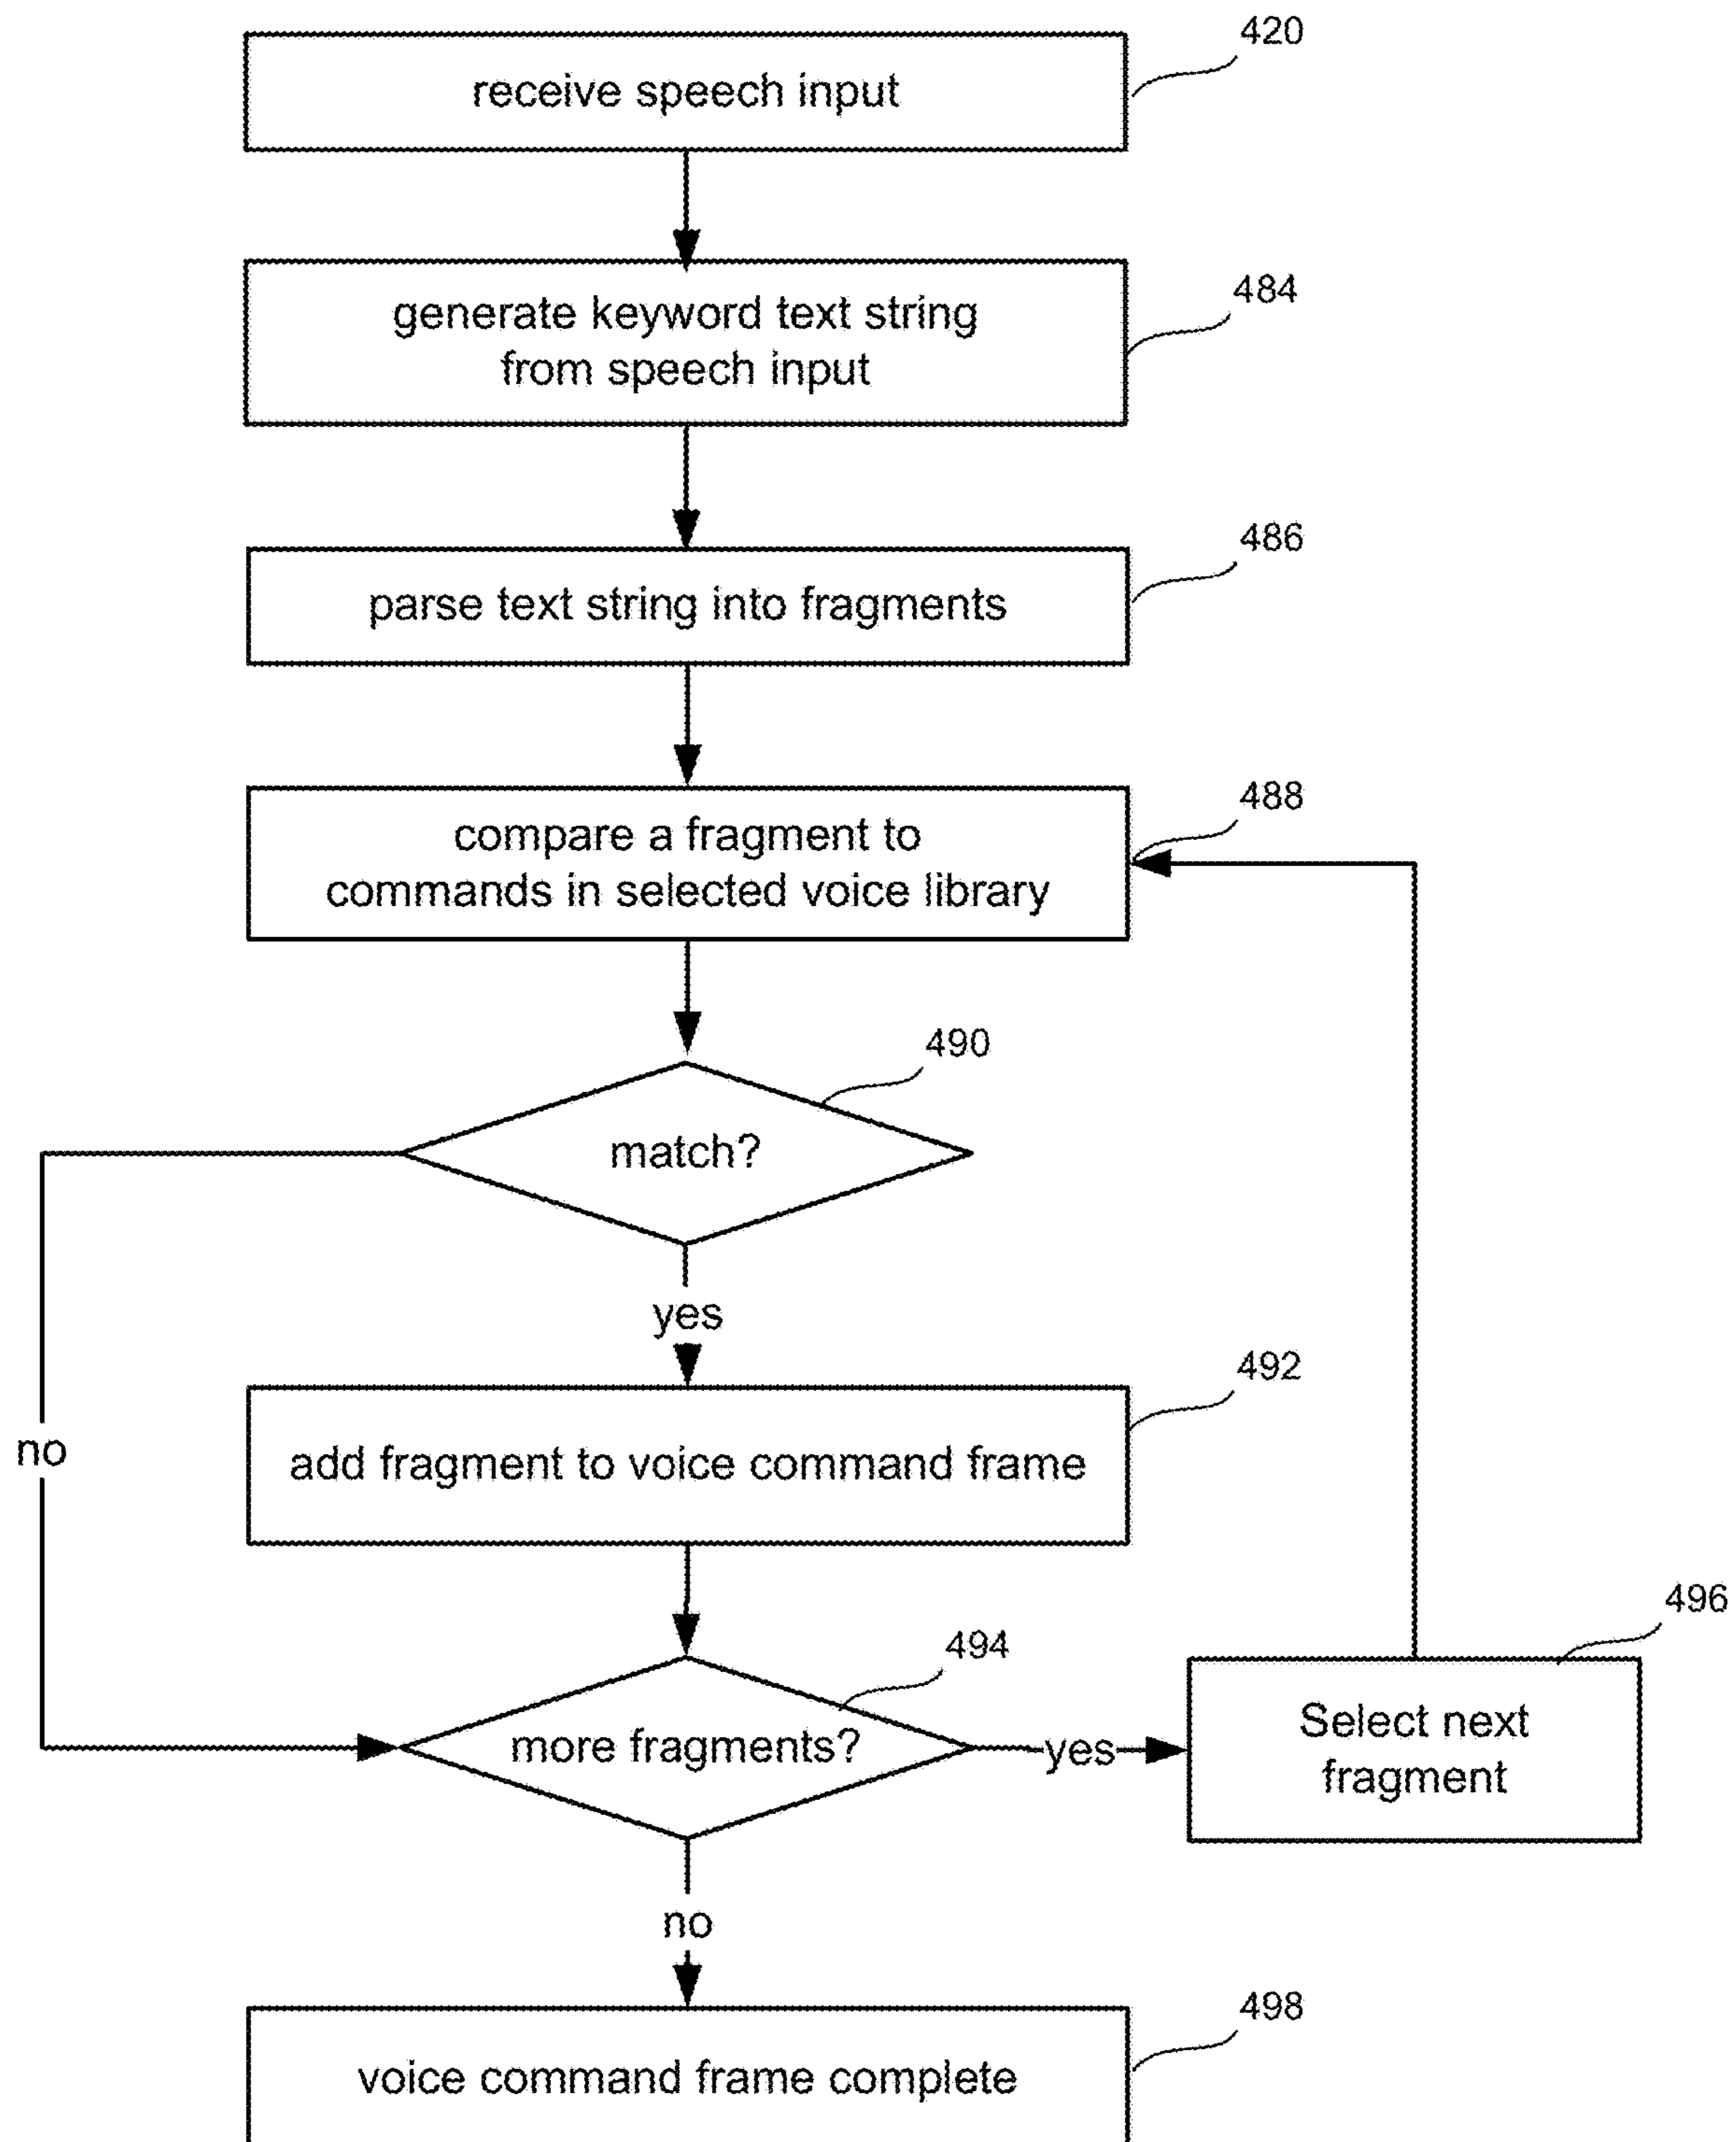 420
receive speech input
484
generate keyword text string
from speech input
486
parse text string into fragments
488
compare a fragment to
commands in selected voice library
490
match?
yes
492
no
add fragment to voice command frame
496
494
Select next
more fragments?
yes
fragment
no
498
voice command frame complete